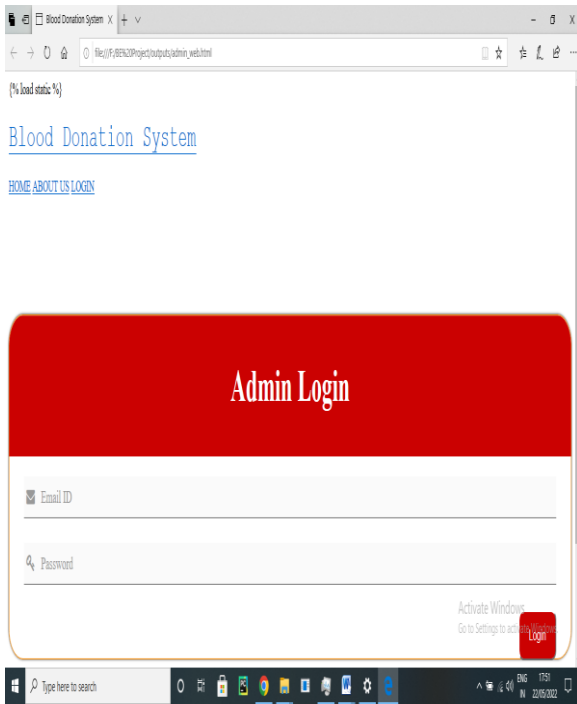 Blood Donation System
file:///F:/BE%20Project/outputs/admin_web.html
{% load static %}
Blood Donation System
HOME ABOUT US LOGIN
Admin Login
Email ID
Password
Activate Windows
Go to Settings to activate Windows
Login
Type here to search
ENG 17:51
IN 22/05/2022